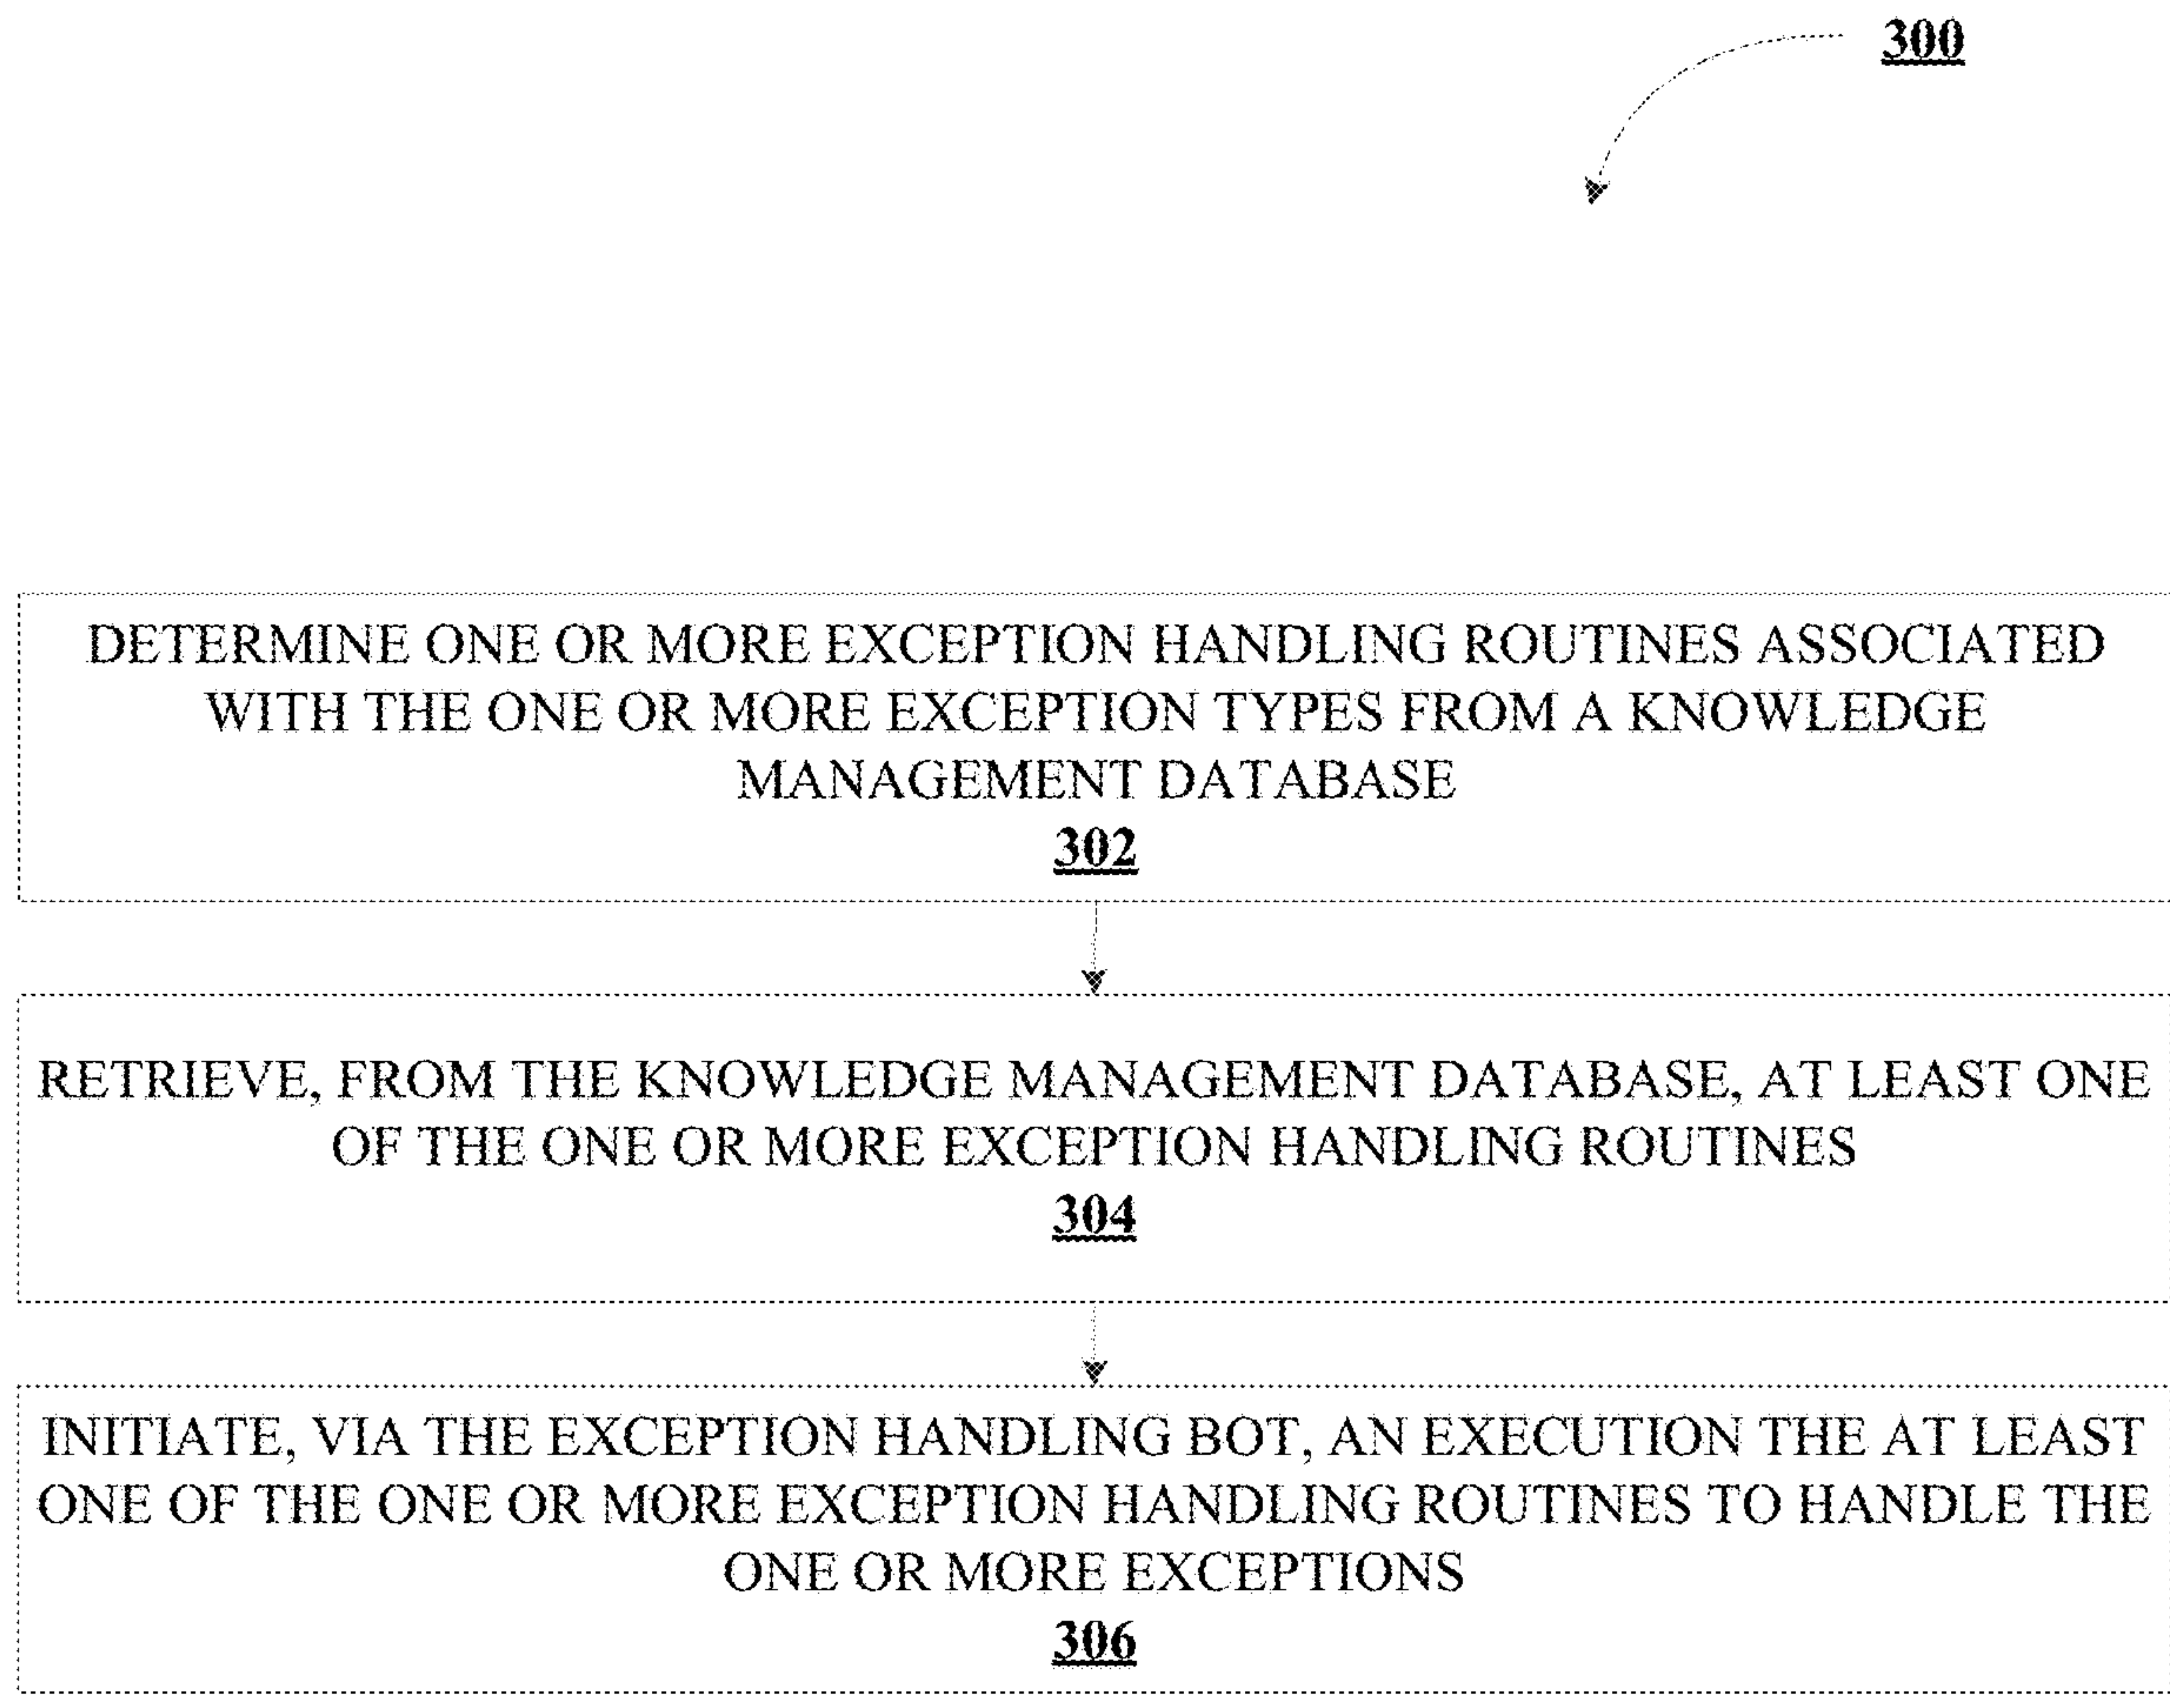 300
DETERMINE ONE OR MORE EXCEPTION HANDLING ROUTINES ASSOCIATED
WITH THE ONE OR MORE EXCEPTION TYPES FROM A KNOWLEDGE
MANAGEMENT DATABASE
302
RETRIEVE, FROM THE KNOWLEDGE MANAGEMENT DATABASE, AT LEAST ONE
OF THE ONE OR MORE EXCEPTION HANDLING ROUTINES
304
INITIATE, VIA THE EXCEPTION HANDLING BOT, AN EXECUTION THE AT LEAST
ONE OF THE ONE OR MORE EXCEPTION HANDLING ROUTINES TO HANDLE THE
ONE OR MORE EXCEPTIONS
306